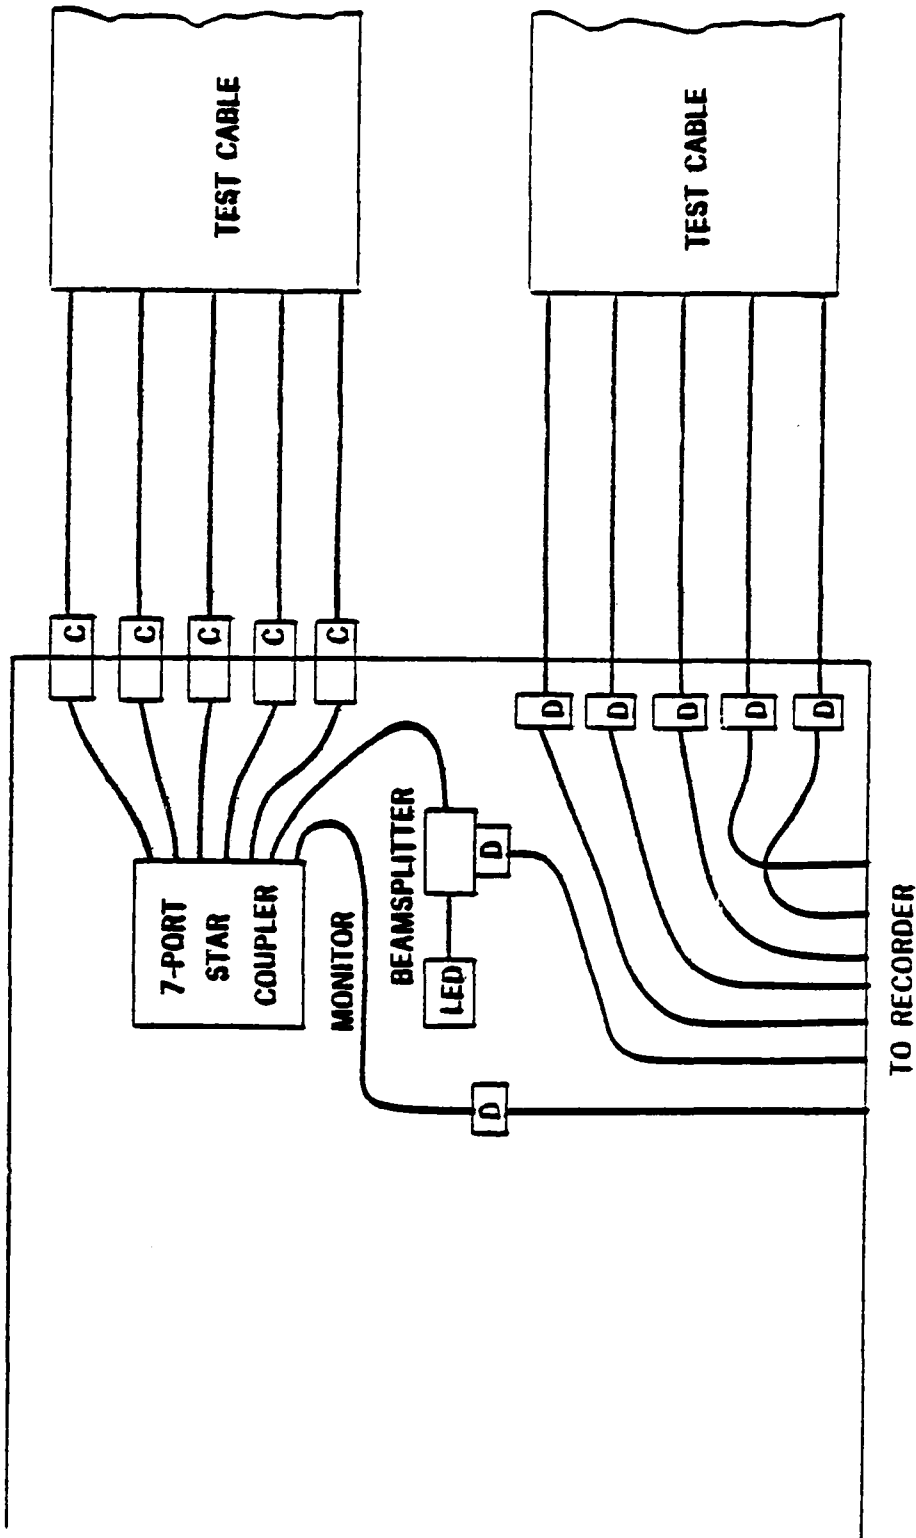 TEST CABLE
TEST CABLE
C
C
C
C
C
D
D
D
D
D
7-PORT
STAR
COUPLER
MONITOR
BEAMSPLITTER
D
LED
D
TO RECORDER